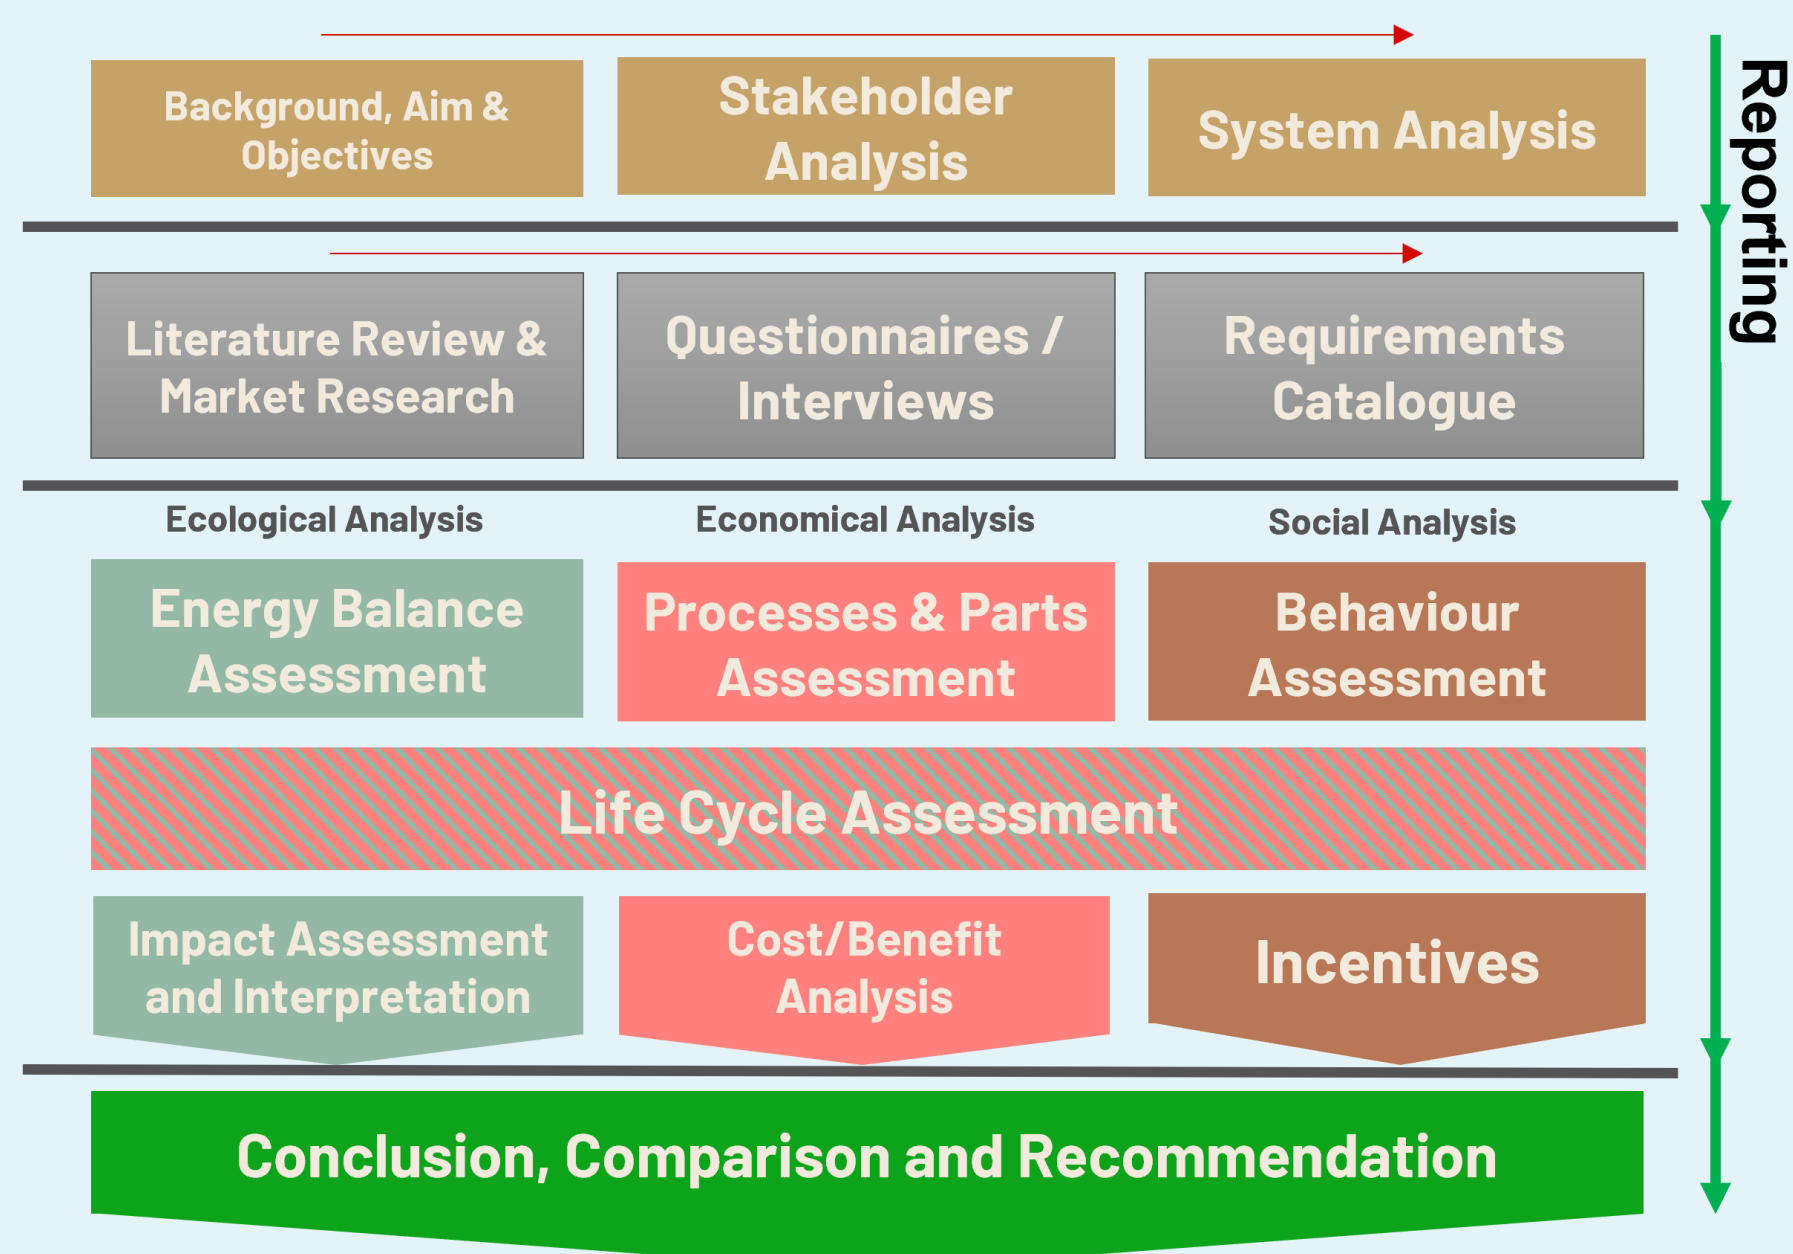 Background, Aim &
Objectives
Stakeholder
Analysis
System Analysis
Reporting
Literature Review &
Market Research
Questionnaires /
Interviews
Requirements
Catalogue
Ecological Analysis
Economical Analysis
Social Analysis
Energy Balance
Assessment
Processes & Parts
Assessment
Behaviour
Assessment
Life Cycle Assessment
Impact Assessment
and Interpretation
Cost/Benefit
Analysis
Incentives
Conclusion, Comparison and Recommendation